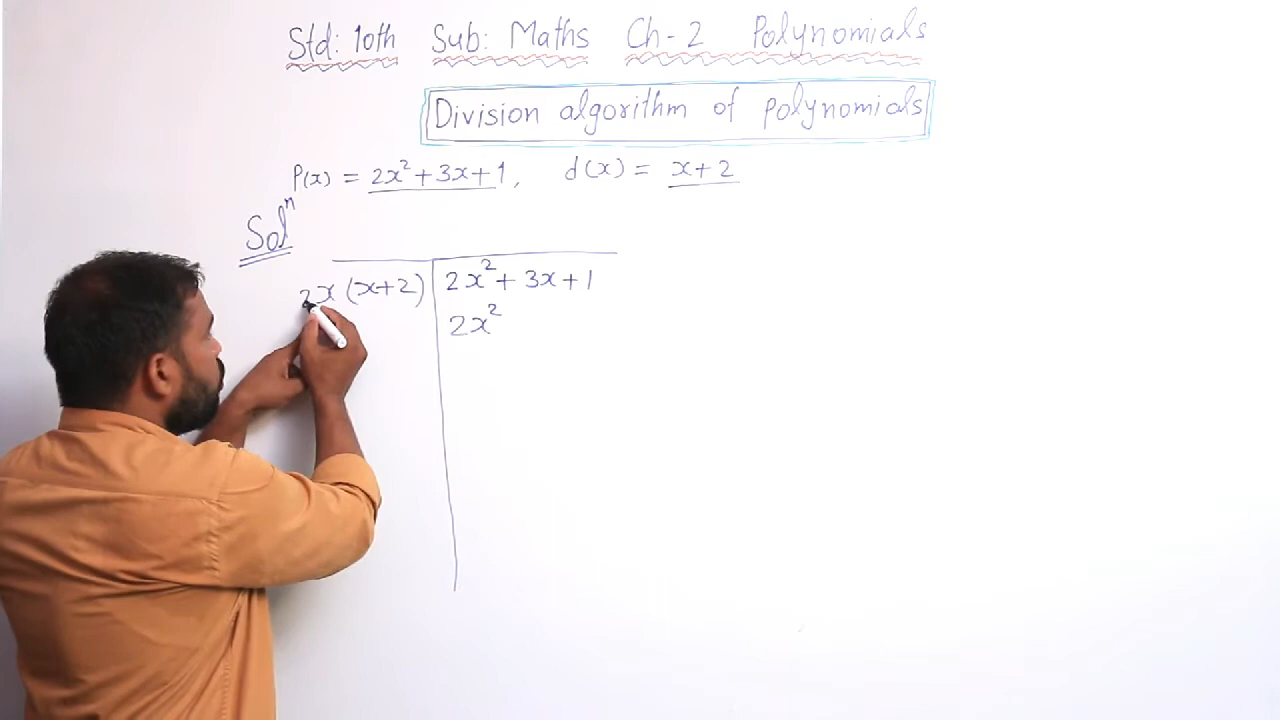 Std: 10th Sub: Maths Ch-2 Polynomials
Division algorithm of polynomials
P(x) = 2x²+3x+1, d(x) = x+2
Solⁿ
2x (x+2) 2x²+ 3x+1
2x²